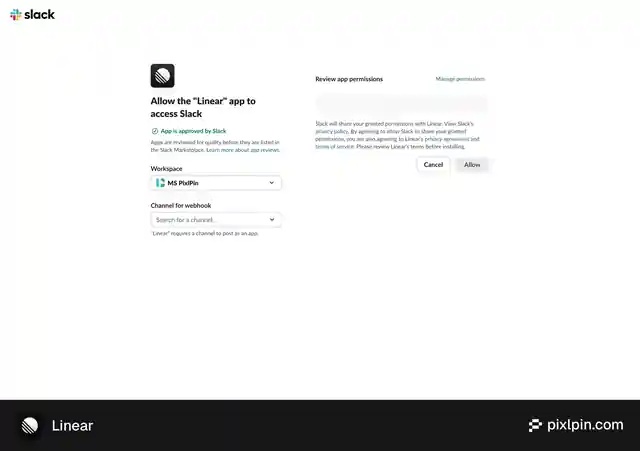 slack
Allow the "Linear" app to
access Slack
App is approved by Slack
Apps are reviewed for quality before they are listed
in the Slack Marketplace. Learn more about app reviews.
Workspace
MS PixlPin
Channel for webhook
Search for a channel...
"Linear" requires a channel to post as an app.
Review app permissions
Manage permissions
Slack will share your granted permissions with Linear. View Slack's
privacy policy. By agreeing to allow Slack to share your granted
permissions, you are also agreeing to Linear's privacy agreement and
terms of service. Please review Linear's terms before installing.
Cancel
Allow
Linear
pixlpin.com